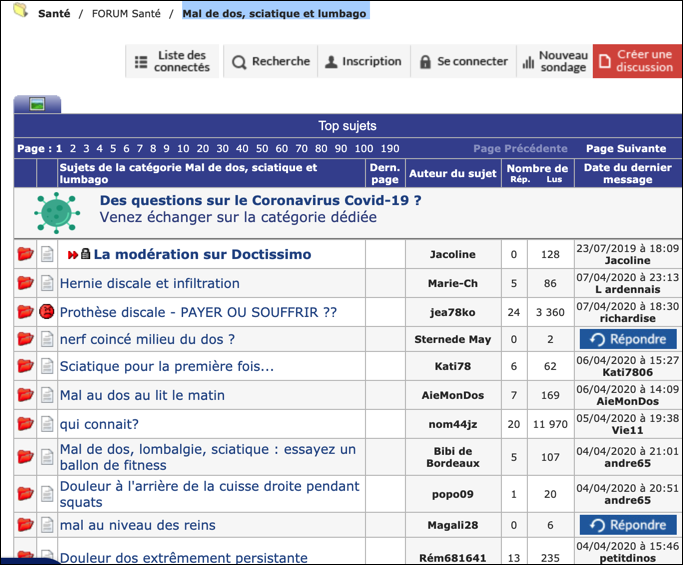 Santé / FORUM Santé / Mal de dos, sciatique et lumbago
Liste des connectés Recherche Inscription Se connecter Nouveau sondage Créer une discussion
Top sujets
Page : 1 2 3 4 5 6 7 8 9 10 20 30 40 50 60 70 80 90 100 190 Page Précédente Page Suivante
Sujets de la catégorie Mal de dos, sciatique et lumbago Dern. page Auteur du sujet Nombre de Rép. Lus Date du dernier message
Des questions sur le Coronavirus Covid-19 ?
Venez échanger sur la catégorie dédiée
La modération sur Doctissimo Jacoline 0 128 23/07/2019 à 18:09 Jacoline
Hernie discale et infiltration Marie-Ch 5 86 07/04/2020 à 23:13 L ardennais
Prothèse discale - PAYER OU SOUFFRIR ?? jea78ko 24 3 360 07/04/2020 à 18:30 richardise
nerf coincé milieu du dos ? Sternede May 0 2 Répondre
Sciatique pour la première fois... Kati78 6 62 06/04/2020 à 15:27 Kati7806
Mal au dos au lit le matin AieMonDos 7 169 06/04/2020 à 14:09 AieMonDos
qui connait? nom44jz 20 11 970 05/04/2020 à 19:38 Vie11
Mal de dos, lombalgie, sciatique : essayez un ballon de fitness Bibi de Bordeaux 5 107 04/04/2020 à 21:01 andre65
Douleur à l'arrière de la cuisse droite pendant squats popo09 1 20 04/04/2020 à 20:51 andre65
mal au niveau des reins Magali28 0 6 Répondre
Douleur dos extrêmement persistante Rém681641 13 235 04/04/2020 à 15:46 petitdinos